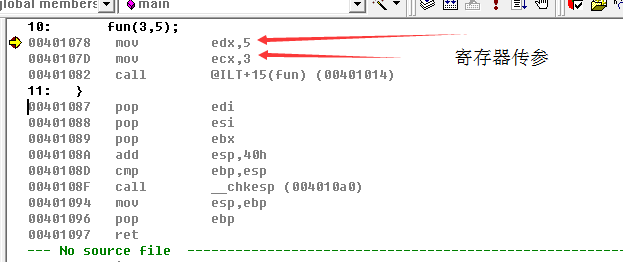 global members
main
10:      fun(3,5);
00401078   mov         edx,5
0040107D   mov         ecx,3
寄存器传参
00401082   call        @ILT+15(fun) (00401014)
11:   }
00401087   pop         edi
00401088   pop         esi
00401089   pop         ebx
0040108A   add         esp,40h
0040108D   cmp         ebp,esp
0040108F   call        __chkesp (004010a0)
00401094   mov         esp,ebp
00401096   pop         ebp
00401097   ret
--- No source file  ---------------------------------------------------------